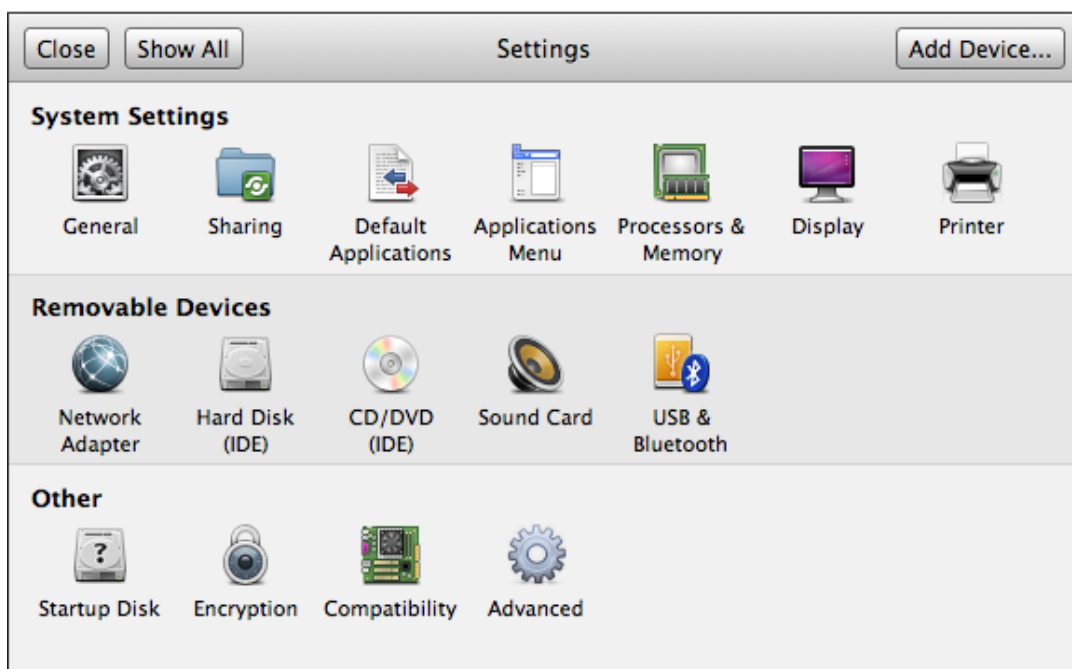 Close Show All Settings Add Device...
System Settings
General Sharing Default Applications Menu Processors & Display Printer
Applications Menu Memory
Removable Devices
Network Hard Disk CD/DVD Sound Card USB &
Adapter (IDE) (IDE) Bluetooth
Other
?
Startup Disk Encryption Compatibility Advanced